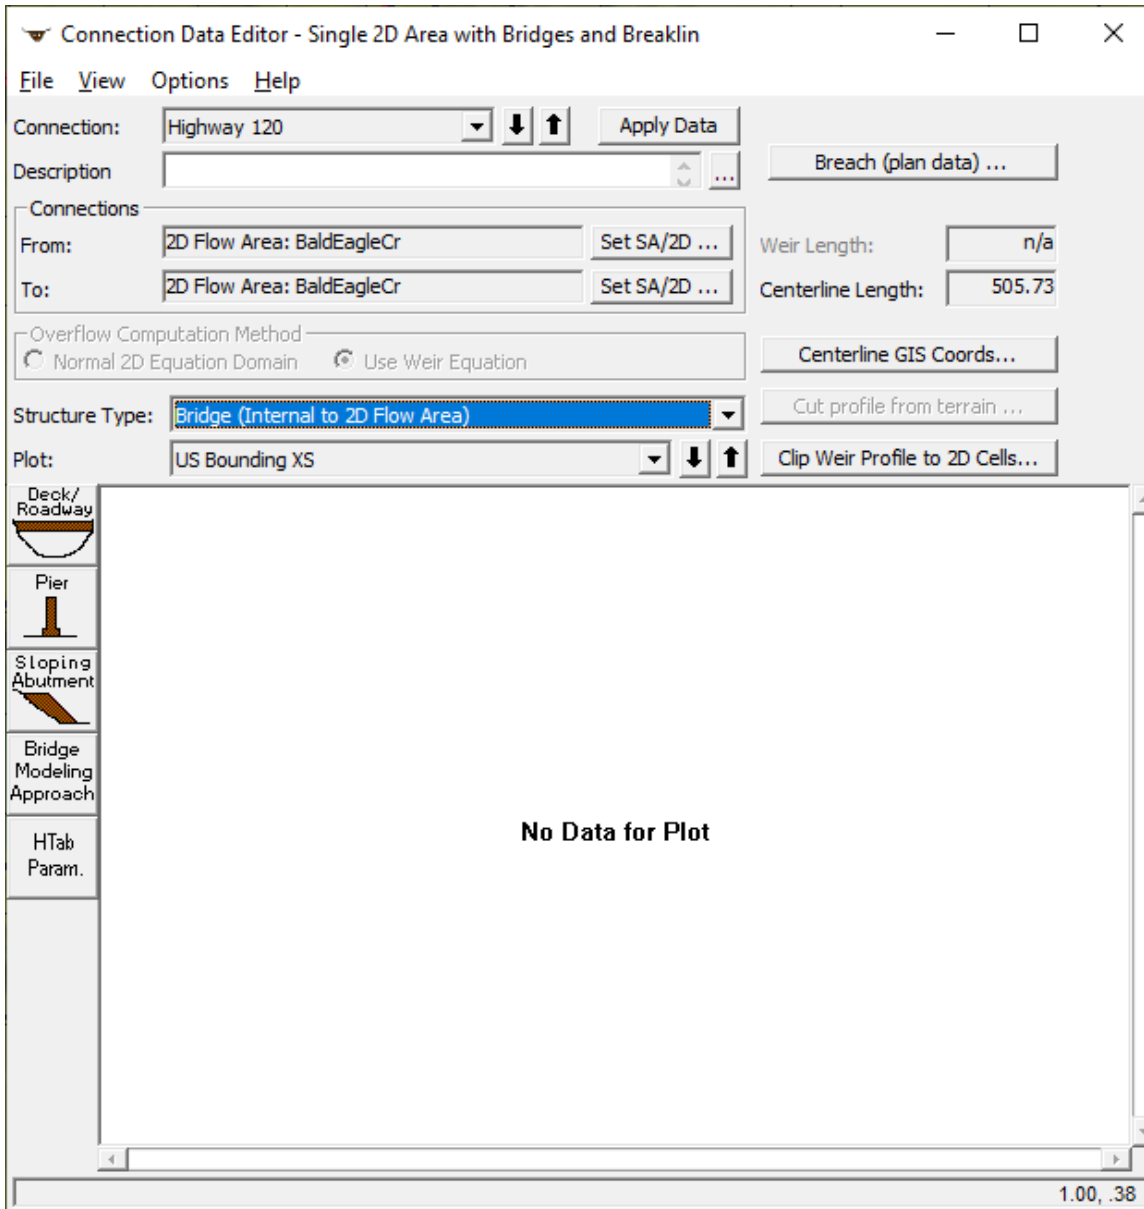 Connection Data Editor - Single 2D Area with Bridges and Breaklin
File View Options Help
Connection: Highway 120 Apply Data
Description ... Breach (plan data) ...
Connections
From: 2D Flow Area: BaldEagleCr Set SA/2D ... Weir Length: n/a
To: 2D Flow Area: BaldEagleCr Set SA/2D ... Centerline Length: 505.73
Overflow Computation Method
Normal 2D Equation Domain Use Weir Equation Centerline GIS Coords...
Structure Type: Bridge (Internal to 2D Flow Area) Cut profile from terrain ...
Plot: US Bounding XS Clip Weir Profile to 2D Cells...
Deck/
Roadway
Pier
Sloping
Abutment
Bridge
Modeling
Approach
HTab
Param.
No Data for Plot
1.00, .38